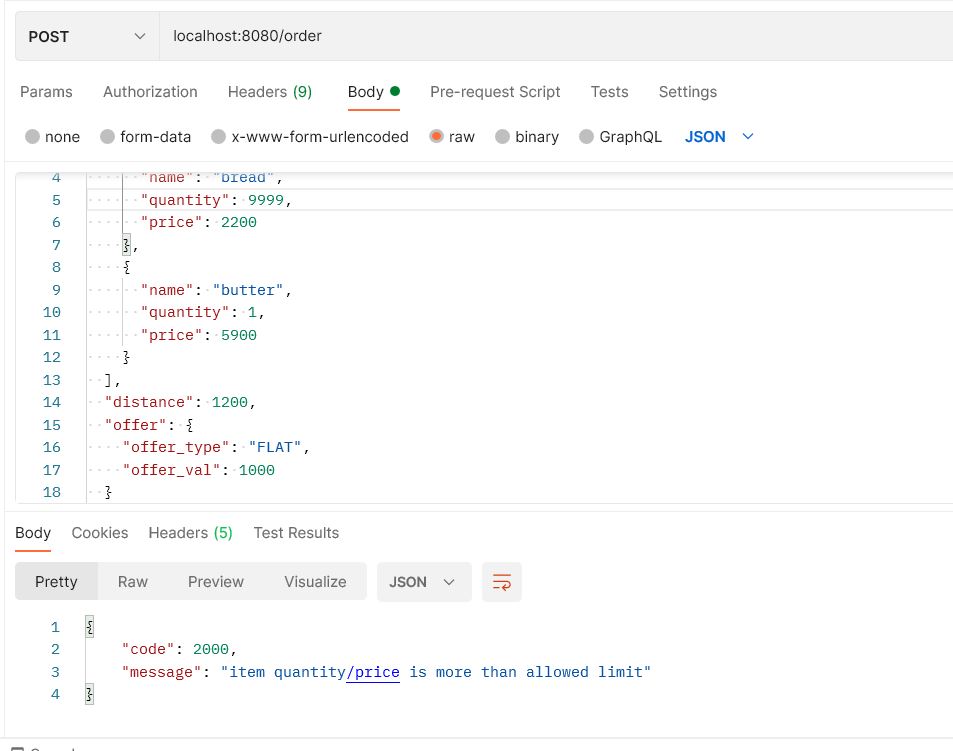 POST localhost:8080/order
Params Authorization Headers (9) Body Pre-request Script Tests Settings
none form-data x-www-form-urlencoded raw binary GraphQL JSON
4 "name": "bread",
5 "quantity": 9999,
6 "price": 2200
7 },
8 {
9 "name": "butter",
10 "quantity": 1,
11 "price": 5900
12 }
13 ],
14 "distance": 1200,
15 "offer": {
16 "offer_type": "FLAT",
17 "offer_val": 1000
18 }
Body Cookies Headers (5) Test Results
Pretty Raw Preview Visualize JSON
1 {
2 "code": 2000,
3 "message": "item quantity/price is more than allowed limit"
4 }